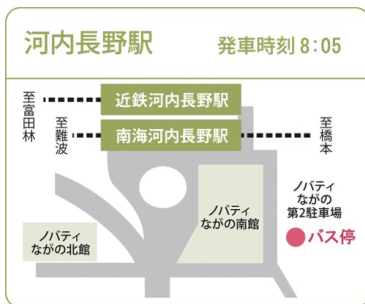 河内長野駅
発車時刻 8:05
至富田林
至難波
近鉄河内長野駅
南海河内長野駅
至橋本
ノバティ
ながの北館
ノバティ
ながの南館
ノバティ
ながの
第2駐車場
バス停